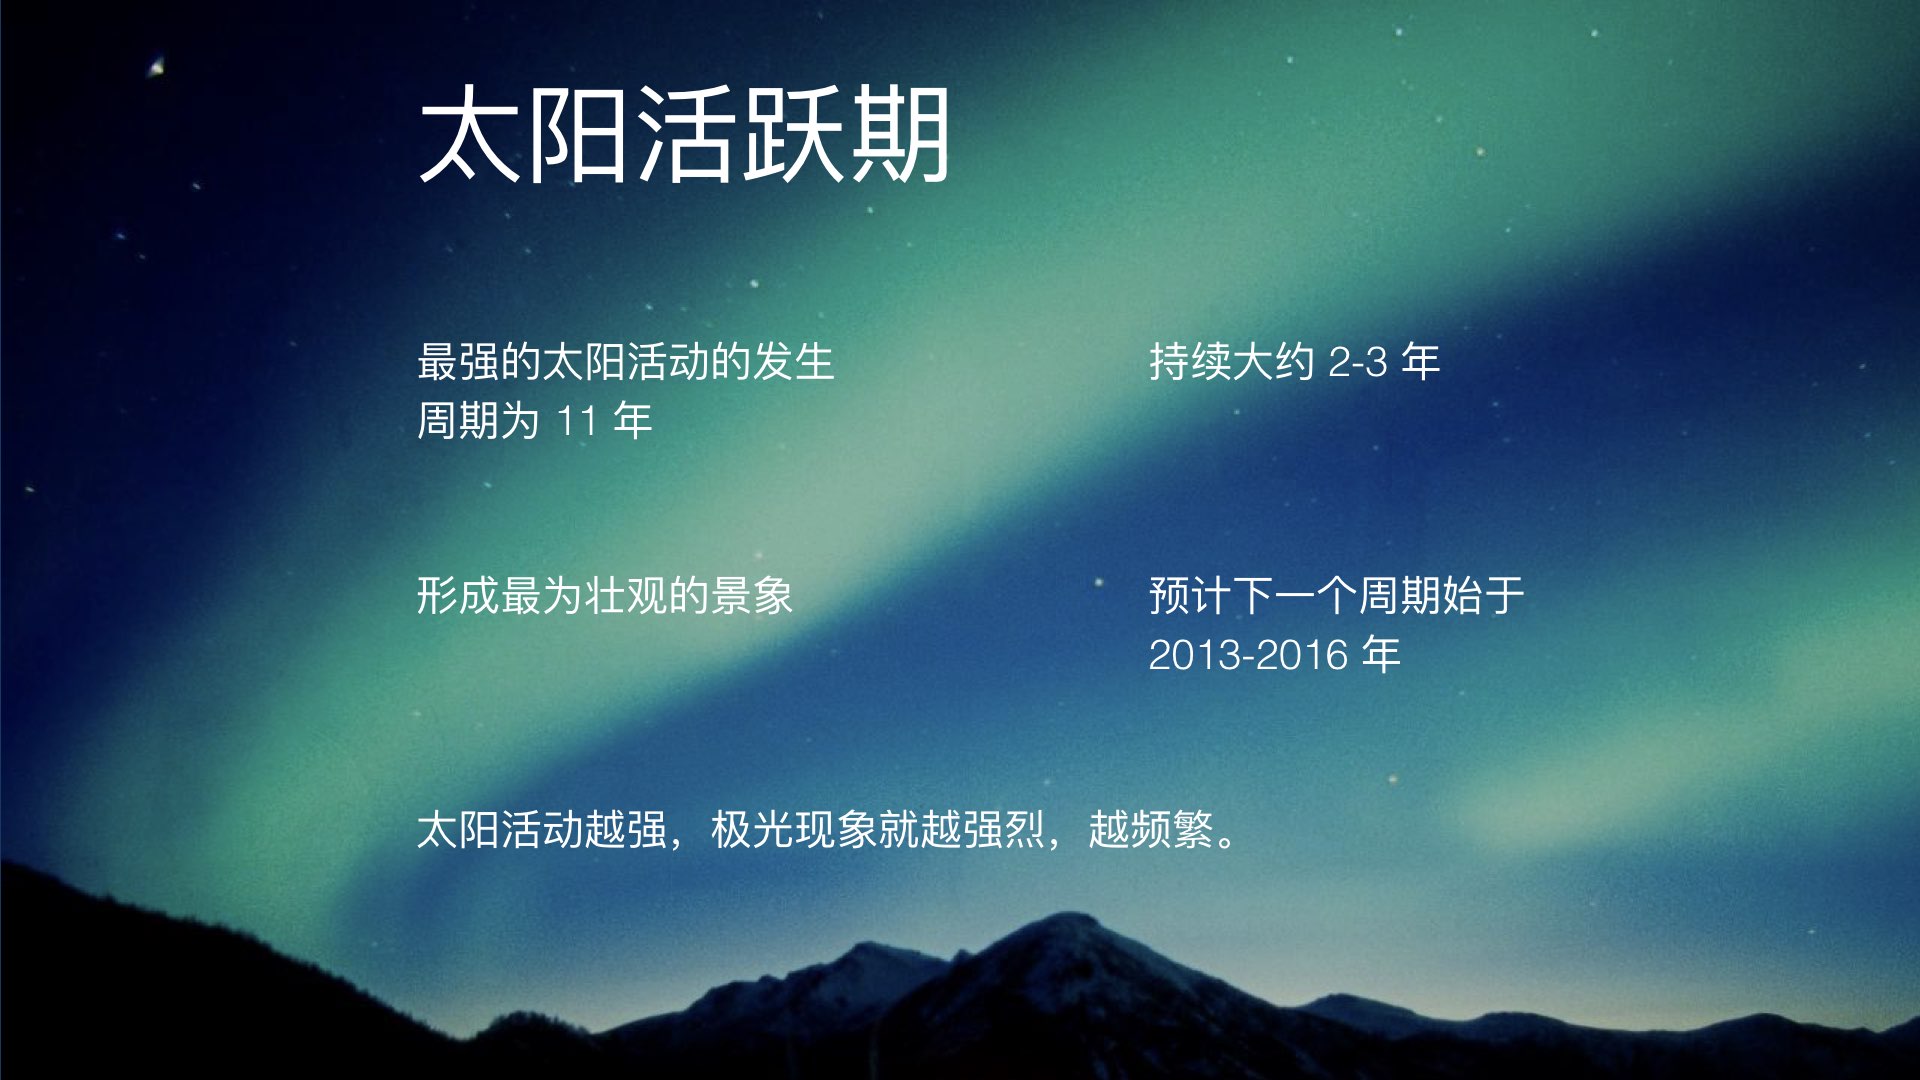 太阳活跃期
最强的太阳活动的发生
周期为 11 年
持续大约 2-3 年
形成最为壮观的景象
预计下一个周期始于
2013-2016 年
太阳活动越强，极光现象就越强烈，越频繁。